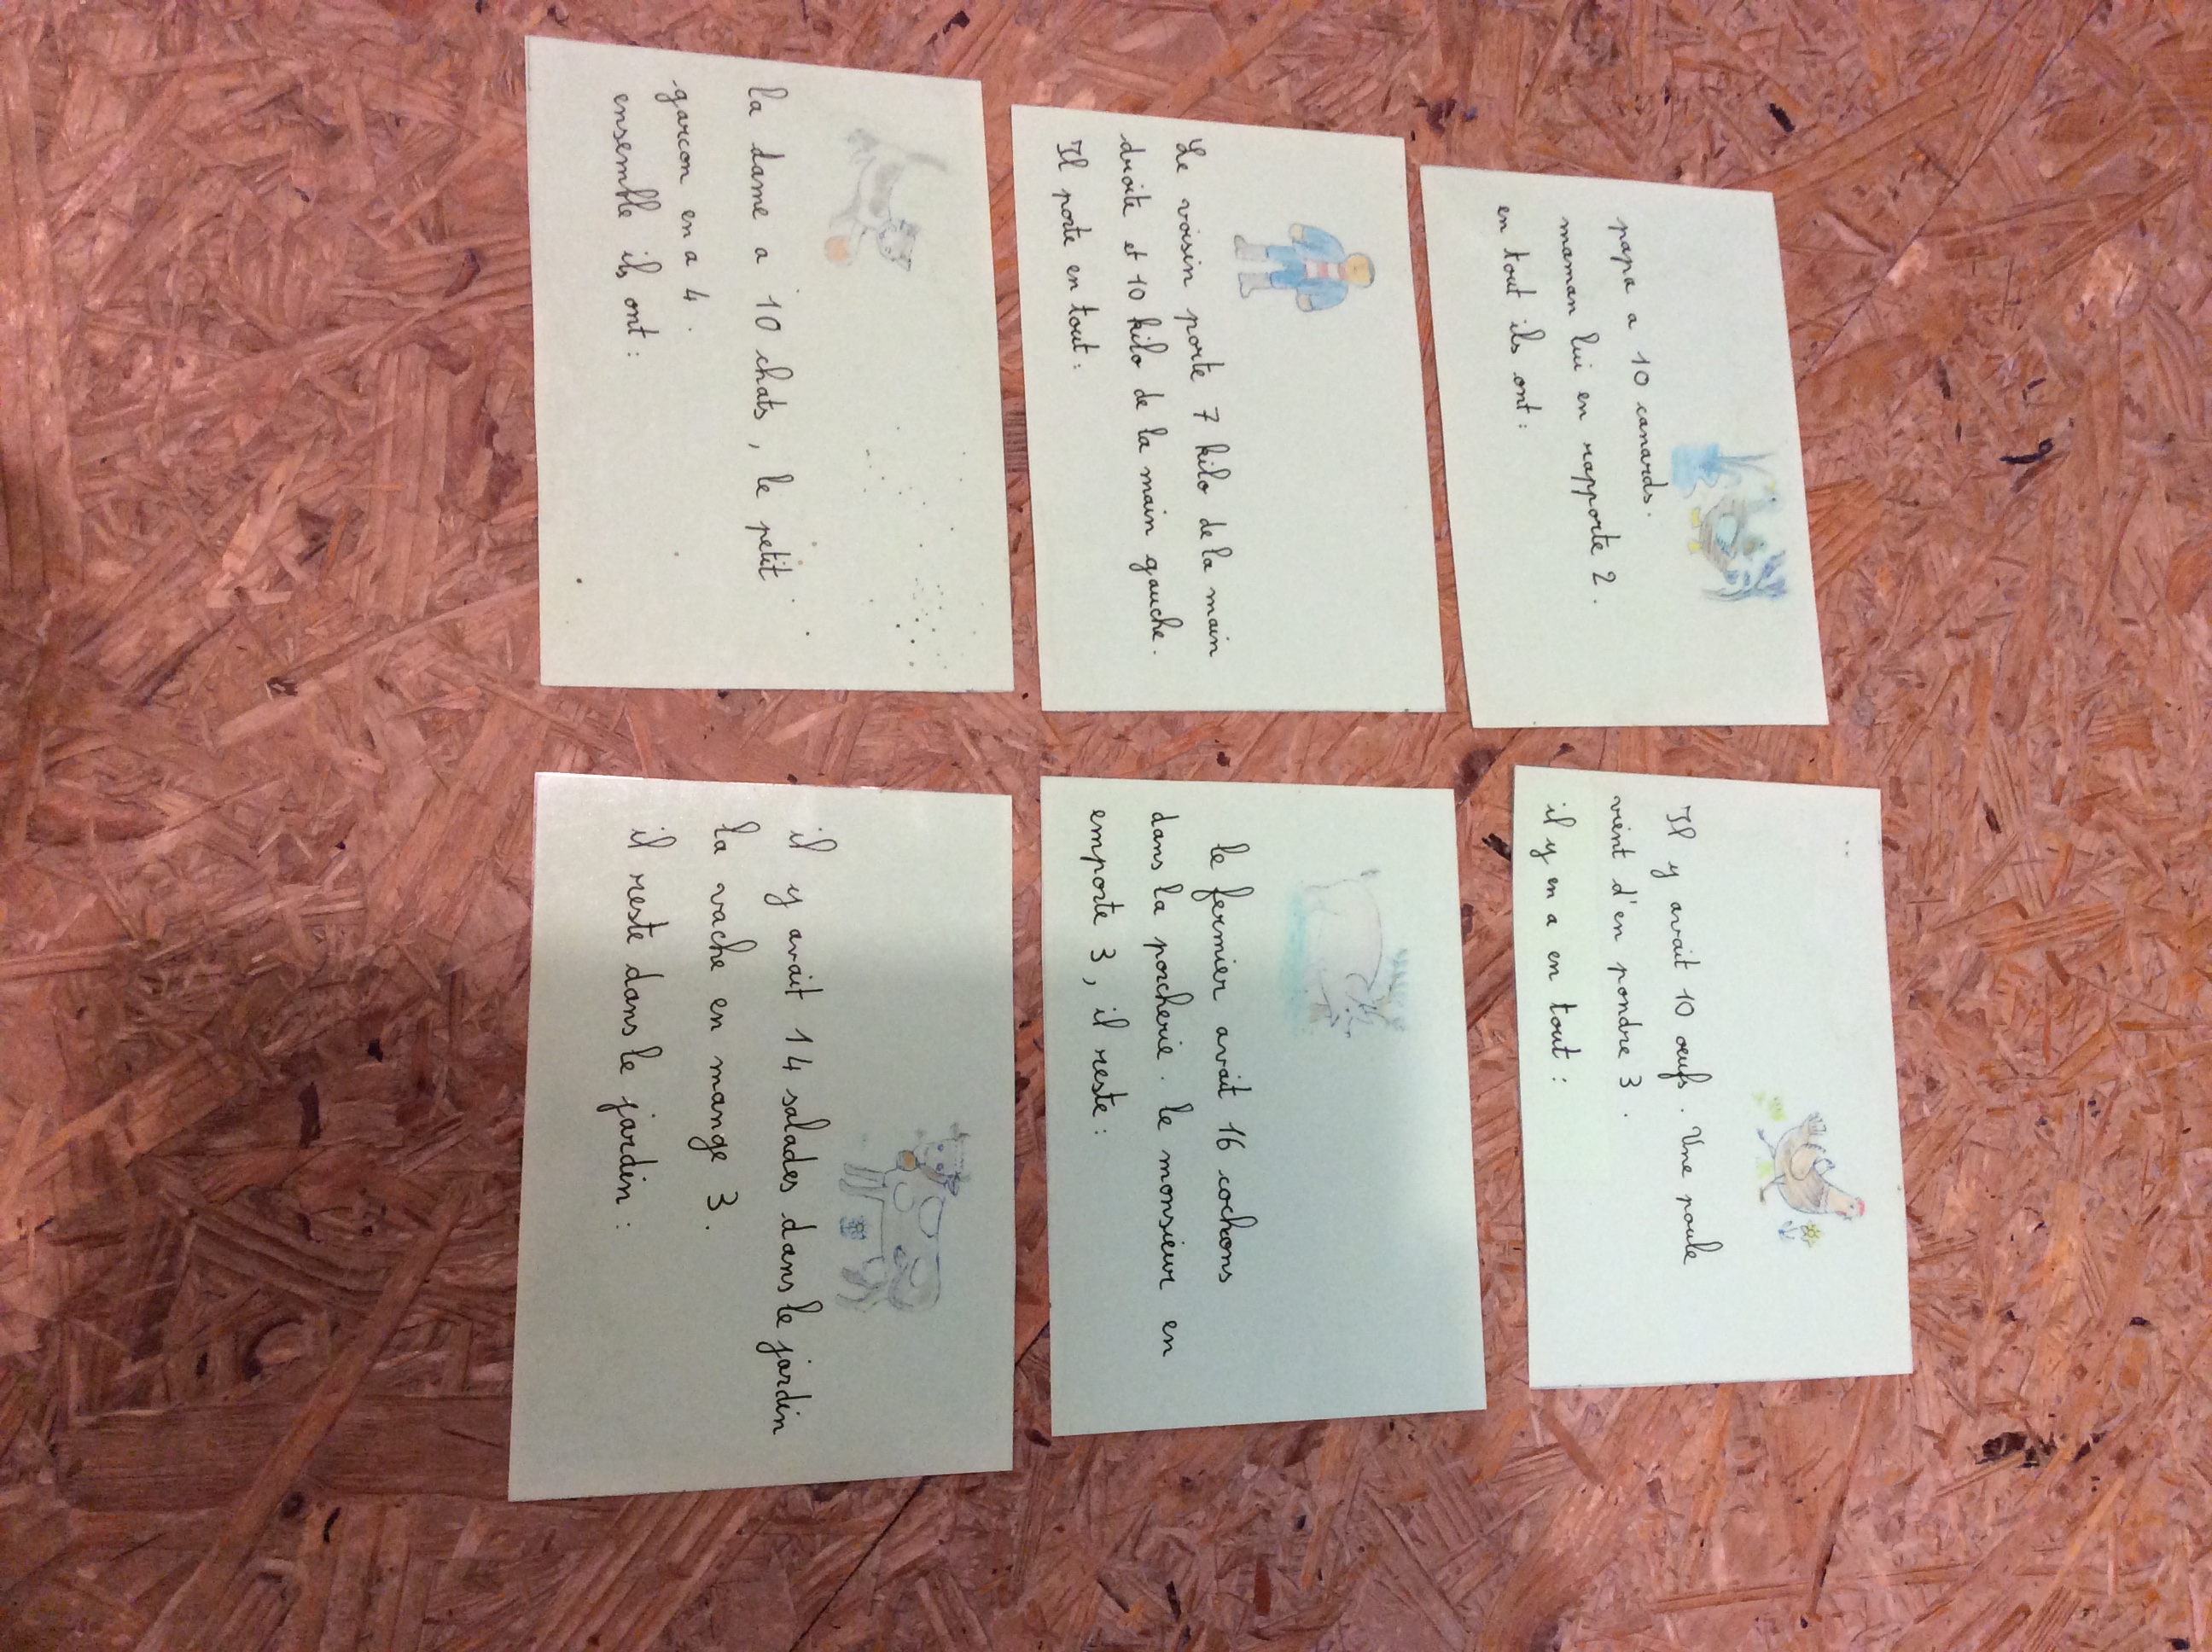 papa a 10 canards.
maman lui en rapporte 2.
en tout ils ont :
Il y avait 10 œufs. Une poule
vient d'en pondre 3.
il y en a en tout :
Le voisin porte 7 kilo de la main
droite et 10 kilo de la main gauche.
Il porte en tout :
le fermier avait 16 cochons
dans la porcherie. le monsieur en
emporte 3, il reste :
la dame a 10 chats, le petit
garcon en a 4.
ensemble ils ont :
il y avait 14 salades dans le jardin
la vache en mange 3.
il reste dans le jardin :